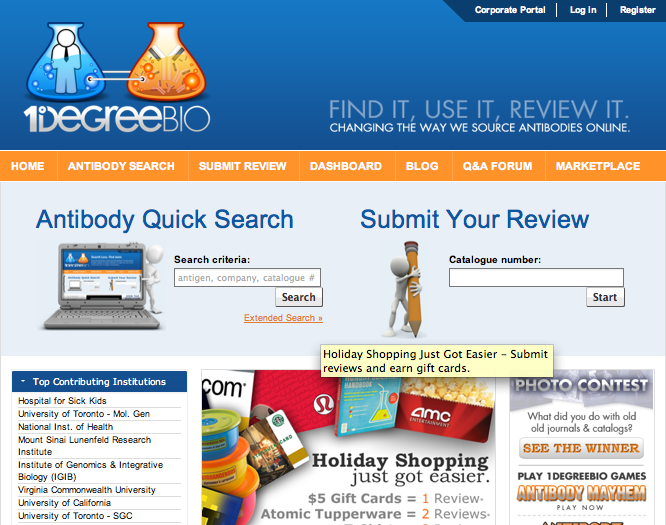 Corporate Portal Log In Register
1DEGREEBIO
FIND IT, USE IT, REVIEW IT.
CHANGING THE WAY WE SOURCE ANTIBODIES ONLINE.
HOME ANTIBODY SEARCH SUBMIT REVIEW DASHBOARD BLOG Q&A FORUM MARKETPLACE
Antibody Quick Search
Search criteria:
antigen, company, catalogue #
Search
Extended Search »
Submit Your Review
Catalogue number:
Start
Holiday Shopping Just Got Easier - Submit
reviews and earn gift cards.
Top Contributing Institutions
Hospital for Sick Kids
University of Toronto - Mol. Gen
National Inst. of Health
Mount Sinai Lunenfeld Research
Institute
Institute of Genomics & Integrative
Biology (IGIB)
Virginia Commonwealth University
University of California
University of Toronto - SGC
.com
HANDBOOK
amc
ENTERTAINMENT
Holiday Shopping
just got easier.
$5 Gift Cards = 1 Review*
Atomic Tupperware = 2 Reviews*
PHOTO CONTEST
What did you do with old
old journals & catalogs?
SEE THE WINNER
PLAY 1DEGREEBIO GAMES
ANTIBODY MAYHEM
PLAY NOW